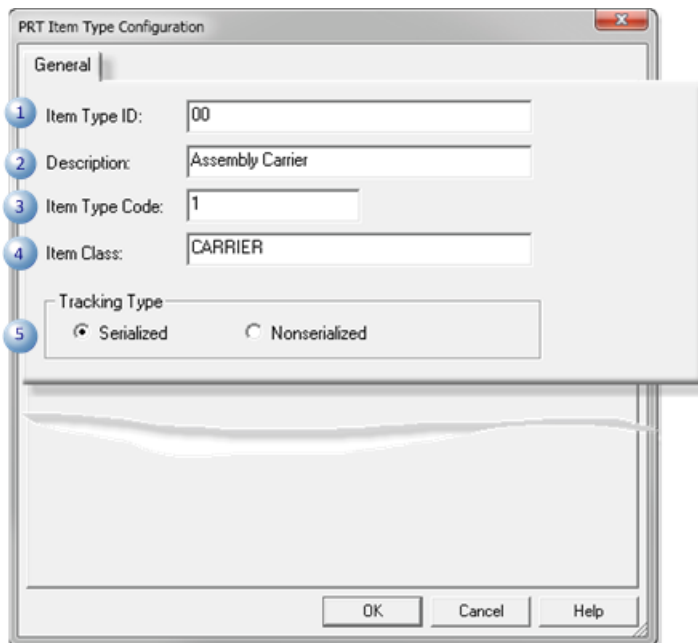 PRT Item Type Configuration
General
1 Item Type ID: 00
2 Description: Assembly Carrier
3 Item Type Code: 1
4 Item Class: CARRIER
Tracking Type
5 Serialized Nonserialized
OK Cancel Help